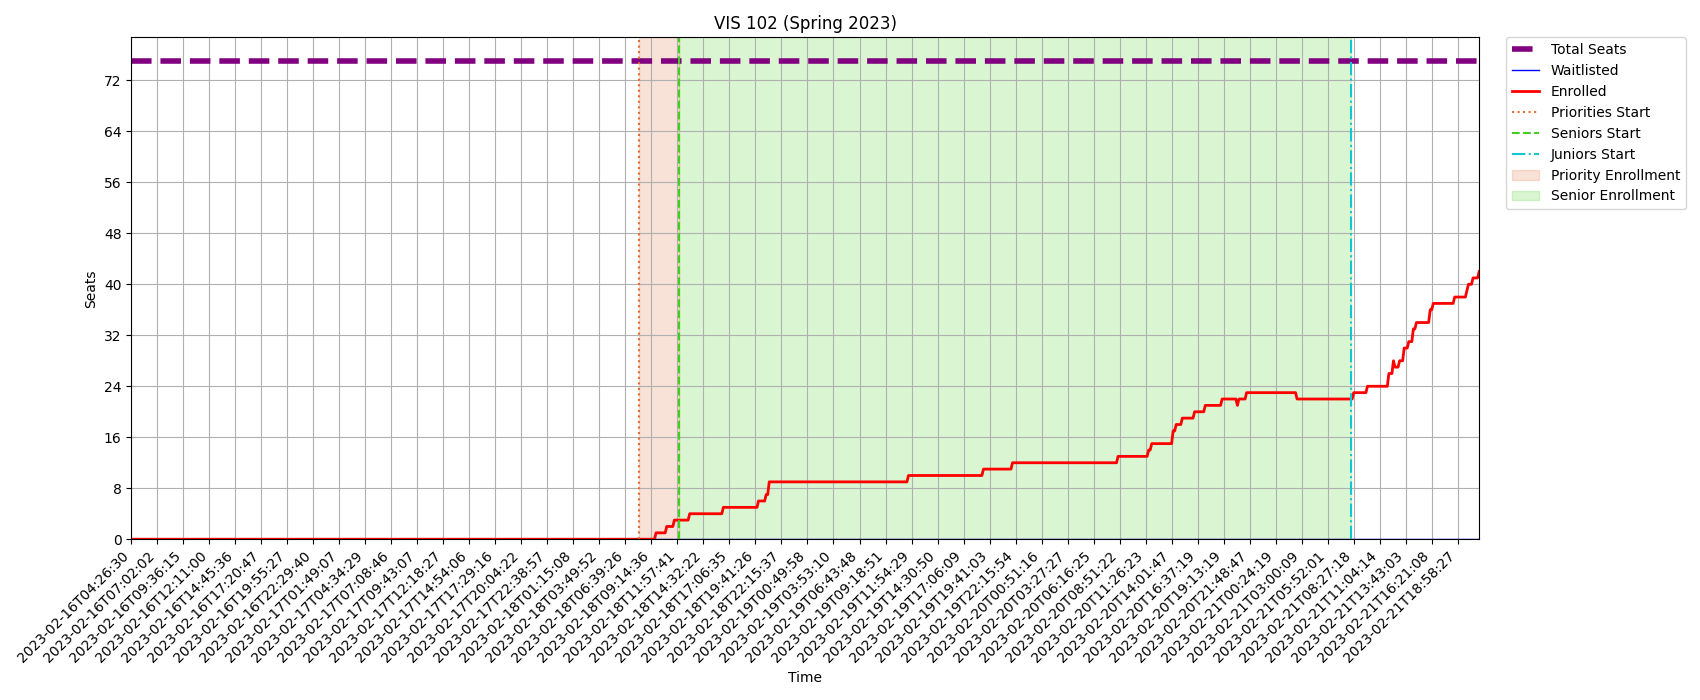 VIS 102 (Spring 2023)
Total Seats
Waitlisted
Enrolled
Priorities Start
Seniors Start
Juniors Start
Priority Enrollment
Senior Enrollment
Seats
72
64
56
48
40
32
24
16
8
0
2023-02-16T04:26:30
2023-02-16T07:02:02
2023-02-16T09:36:15
2023-02-16T12:11:00
2023-02-16T14:45:36
2023-02-16T17:20:47
2023-02-16T19:55:27
2023-02-16T22:29:40
2023-02-17T01:49:07
2023-02-17T04:34:29
2023-02-17T07:08:46
2023-02-17T09:43:07
2023-02-17T12:18:27
2023-02-17T14:54:06
2023-02-17T17:29:16
2023-02-17T20:04:22
2023-02-17T22:38:57
2023-02-18T01:15:08
2023-02-18T03:49:52
2023-02-18T06:39:26
2023-02-18T09:14:36
2023-02-18T11:57:41
2023-02-18T14:32:22
2023-02-18T17:06:35
2023-02-18T19:41:26
2023-02-18T22:15:37
2023-02-19T00:49:58
2023-02-19T03:53:10
2023-02-19T06:43:48
2023-02-19T09:18:51
2023-02-19T11:54:29
2023-02-19T14:30:50
2023-02-19T17:06:09
2023-02-19T19:41:03
2023-02-19T22:15:54
2023-02-20T00:51:16
2023-02-20T03:27:27
2023-02-20T06:16:25
2023-02-20T08:51:22
2023-02-20T11:26:23
2023-02-20T14:01:47
2023-02-20T16:37:19
2023-02-20T19:13:19
2023-02-20T21:48:47
2023-02-21T00:24:19
2023-02-21T03:00:09
2023-02-21T05:52:01
2023-02-21T08:27:18
2023-02-21T11:04:14
2023-02-21T13:43:03
2023-02-21T16:21:08
2023-02-21T18:58:27
Time